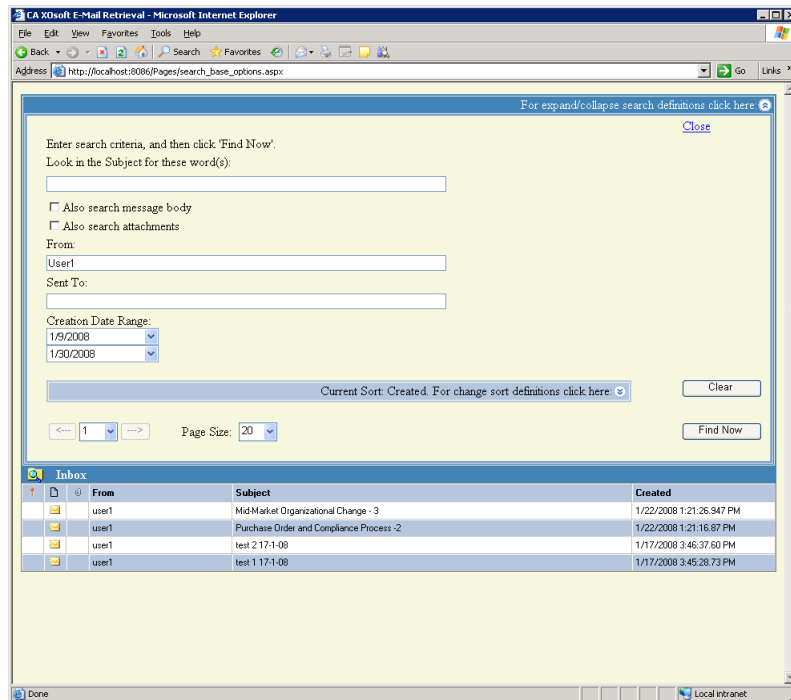 CA XOsoft E-Mail Retrieval - Microsoft Internet Explorer
File Edit View Favorites Tools Help
Back Search Favorites
Address http://localhost:8086/Pages/search_base_options.aspx Go Links
For expand/collapse search definitions click here:
Close
Enter search criteria, and then click 'Find Now'.
Look in the Subject for these word(s):
Also search message body
Also search attachments
From:
User1
Sent To:
Creation Date Range:
1/9/2008
1/30/2008
Current Sort: Created. For change sort definitions click here: Clear
<--- 1 ---> Page Size: 20 Find Now
Inbox
From Subject Created
user1 Mid-Market Organizational Change - 3 1/22/2008 1:21:26.947 PM
user1 Purchase Order and Compliance Process -2 1/22/2008 1:21:16.87 PM
user1 test 2 17-1-08 1/17/2008 3:46:37.60 PM
user1 test 1 17-1-08 1/17/2008 3:45:28.73 PM
Done Local intranet